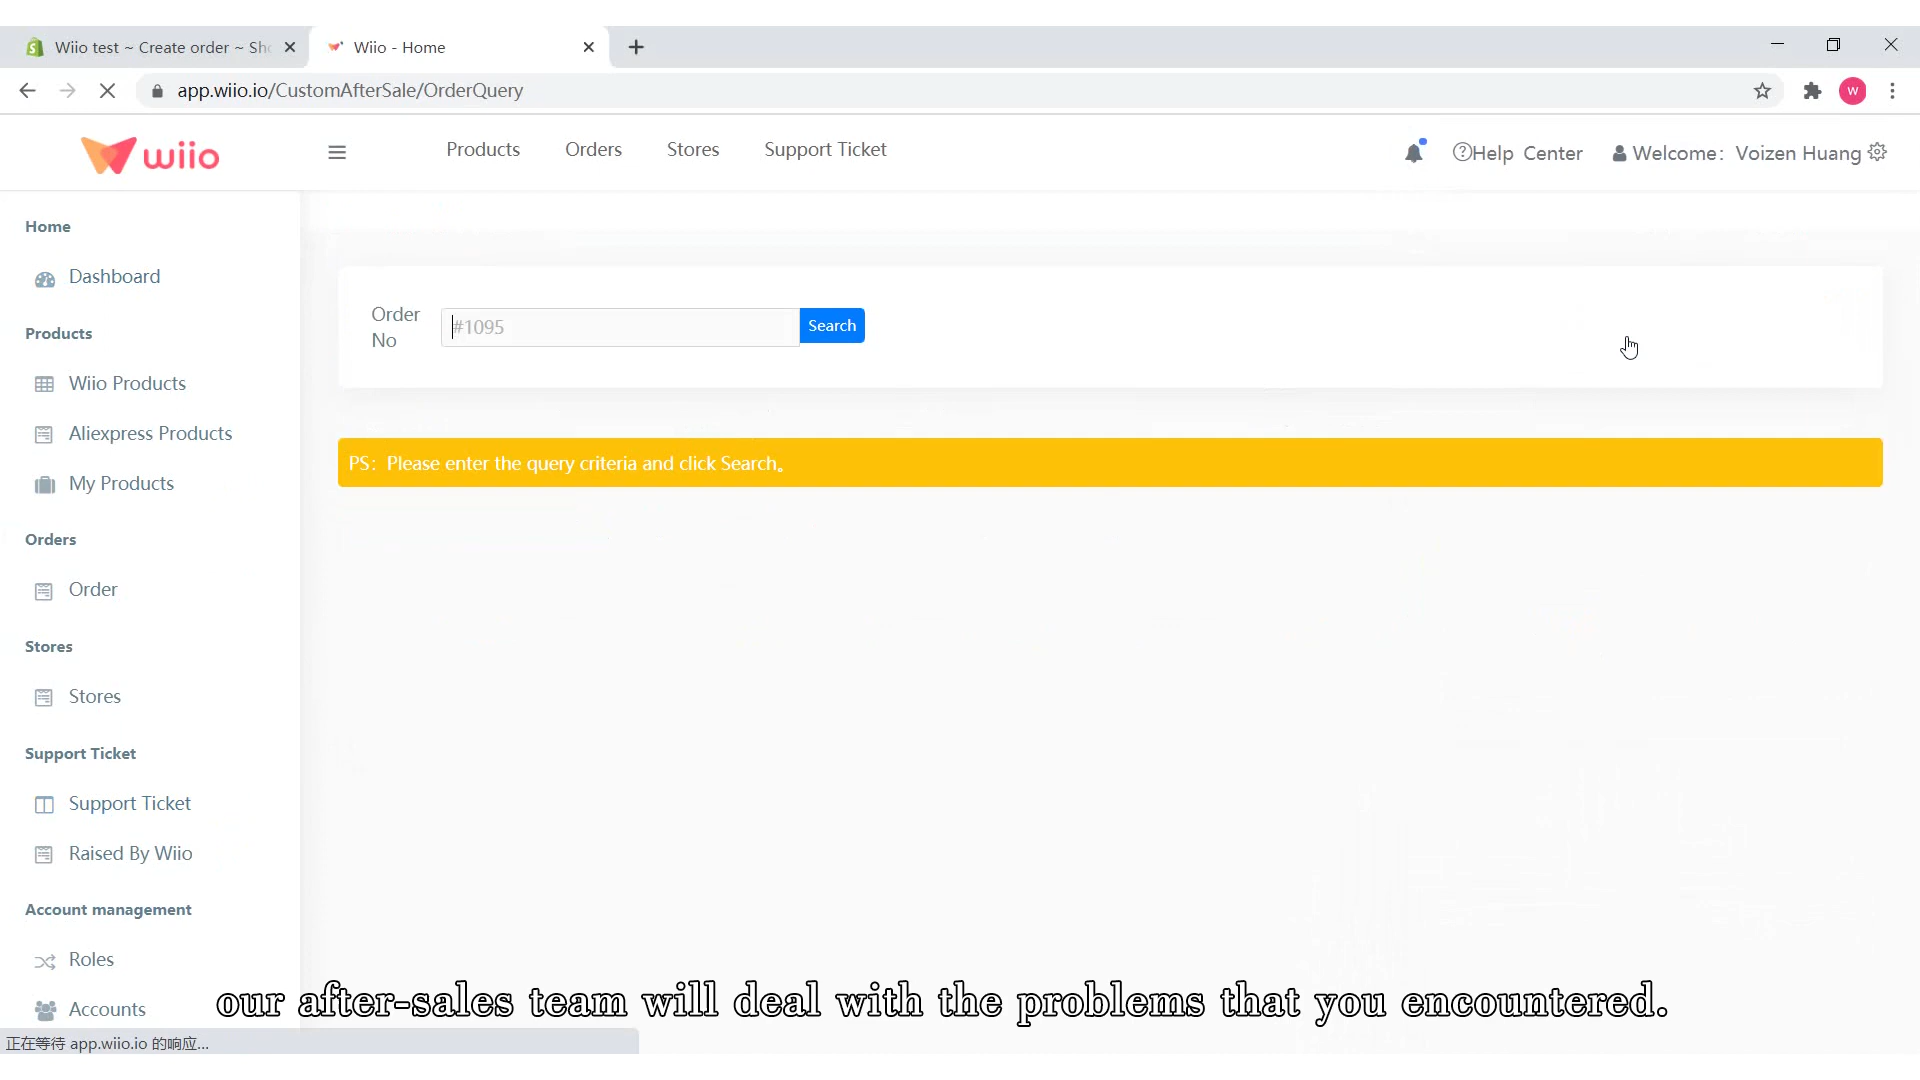 Wiio test ~ Create order ~ Sh
Wiio - Home
app.wiio.io/CustomAfterSale/OrderQuery
W
wiio
Products
Orders
Stores
Support Ticket
Help Center
Welcome： Voizen Huang
Home
Dashboard
Products
Wiio Products
Aliexpress Products
My Products
Orders
Order
Stores
Stores
Support Ticket
Support Ticket
Raised By Wiio
Account management
Roles
Accounts
Order
No
#1095
Search
PS：Please enter the query criteria and click Search。
our after-sales team will deal with the problems that you encountered.
正在等待 app.wiio.io 的响应...